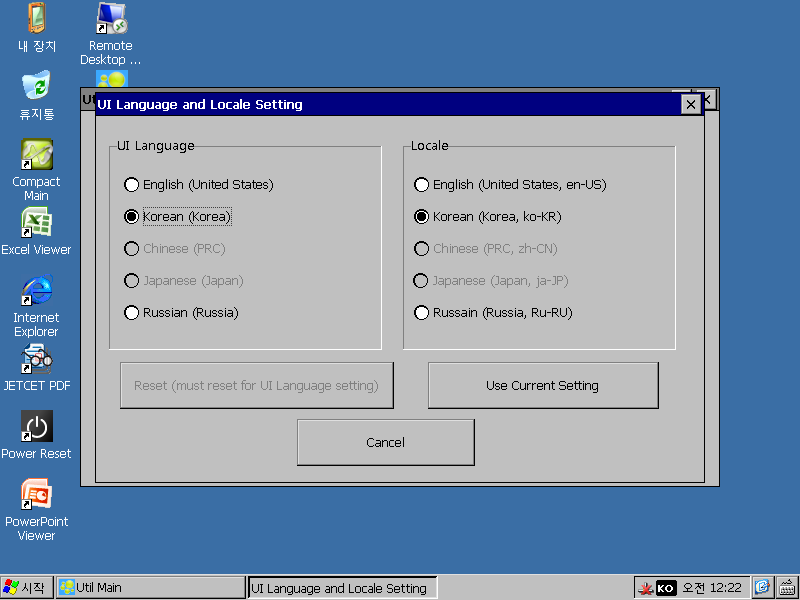 내 장치
Remote
Desktop ...
휴지통
Compact
Main
Excel Viewer
Internet
Explorer
JETCET PDF
Power Reset
PowerPoint
Viewer
UI Language and Locale Setting
UI Language
English (United States)
Korean (Korea)
Chinese (PRC)
Japanese (Japan)
Russian (Russia)
Locale
English (United States, en-US)
Korean (Korea, ko-KR)
Chinese (PRC, zh-CN)
Japanese (Japan, ja-JP)
Russain (Russia, Ru-RU)
Reset (must reset for UI Language setting)
Use Current Setting
Cancel
시작
Util Main
UI Language and Locale Setting
KO
오전 12:22